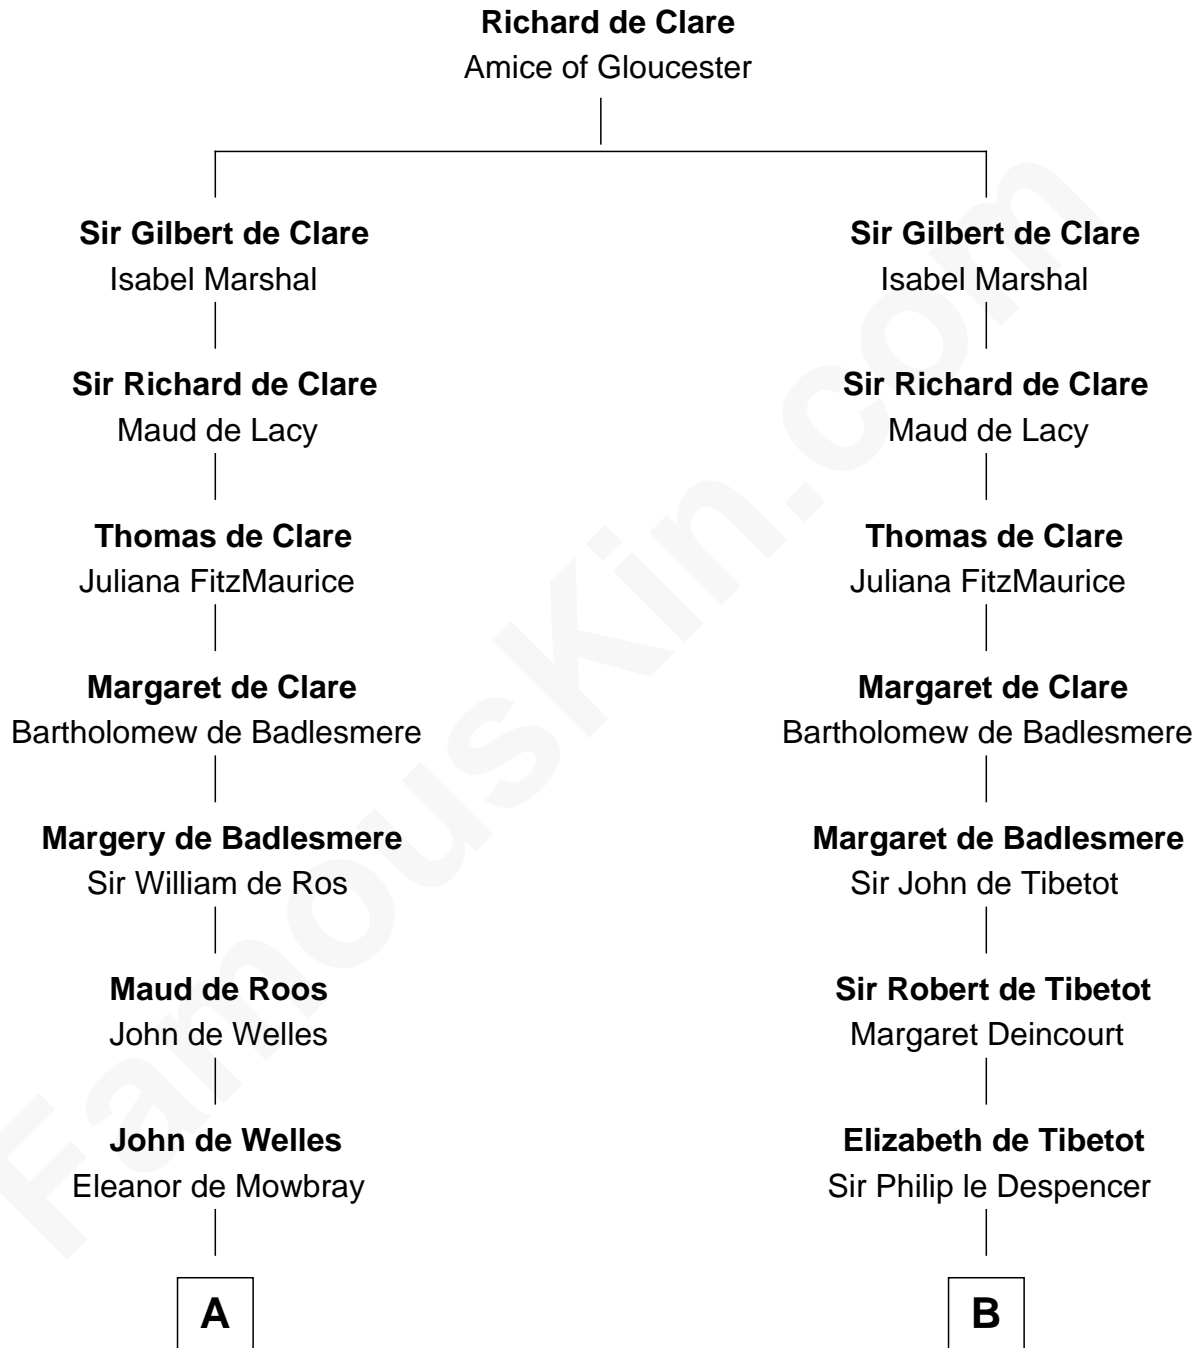 Richard de Clare
Amice of Gloucester
Sir Gilbert de Clare
Isabel Marshal
Sir Richard de Clare
Maud de Lacy
Thomas de Clare
Juliana FitzMaurice
Margaret de Clare
Bartholomew de Badlesmere
Margery de Badlesmere
Sir William de Ros
Maud de Roos
John de Welles
John de Welles
Eleanor de Mowbray
A
Sir Gilbert de Clare
Isabel Marshal
Sir Richard de Clare
Maud de Lacy
Thomas de Clare
Juliana FitzMaurice
Margaret de Clare
Bartholomew de Badlesmere
Margaret de Badlesmere
Sir John de Tibetot
Sir Robert de Tibetot
Margaret Deincourt
Elizabeth de Tibetot
Sir Philip le Despencer
B
FamousKin.com